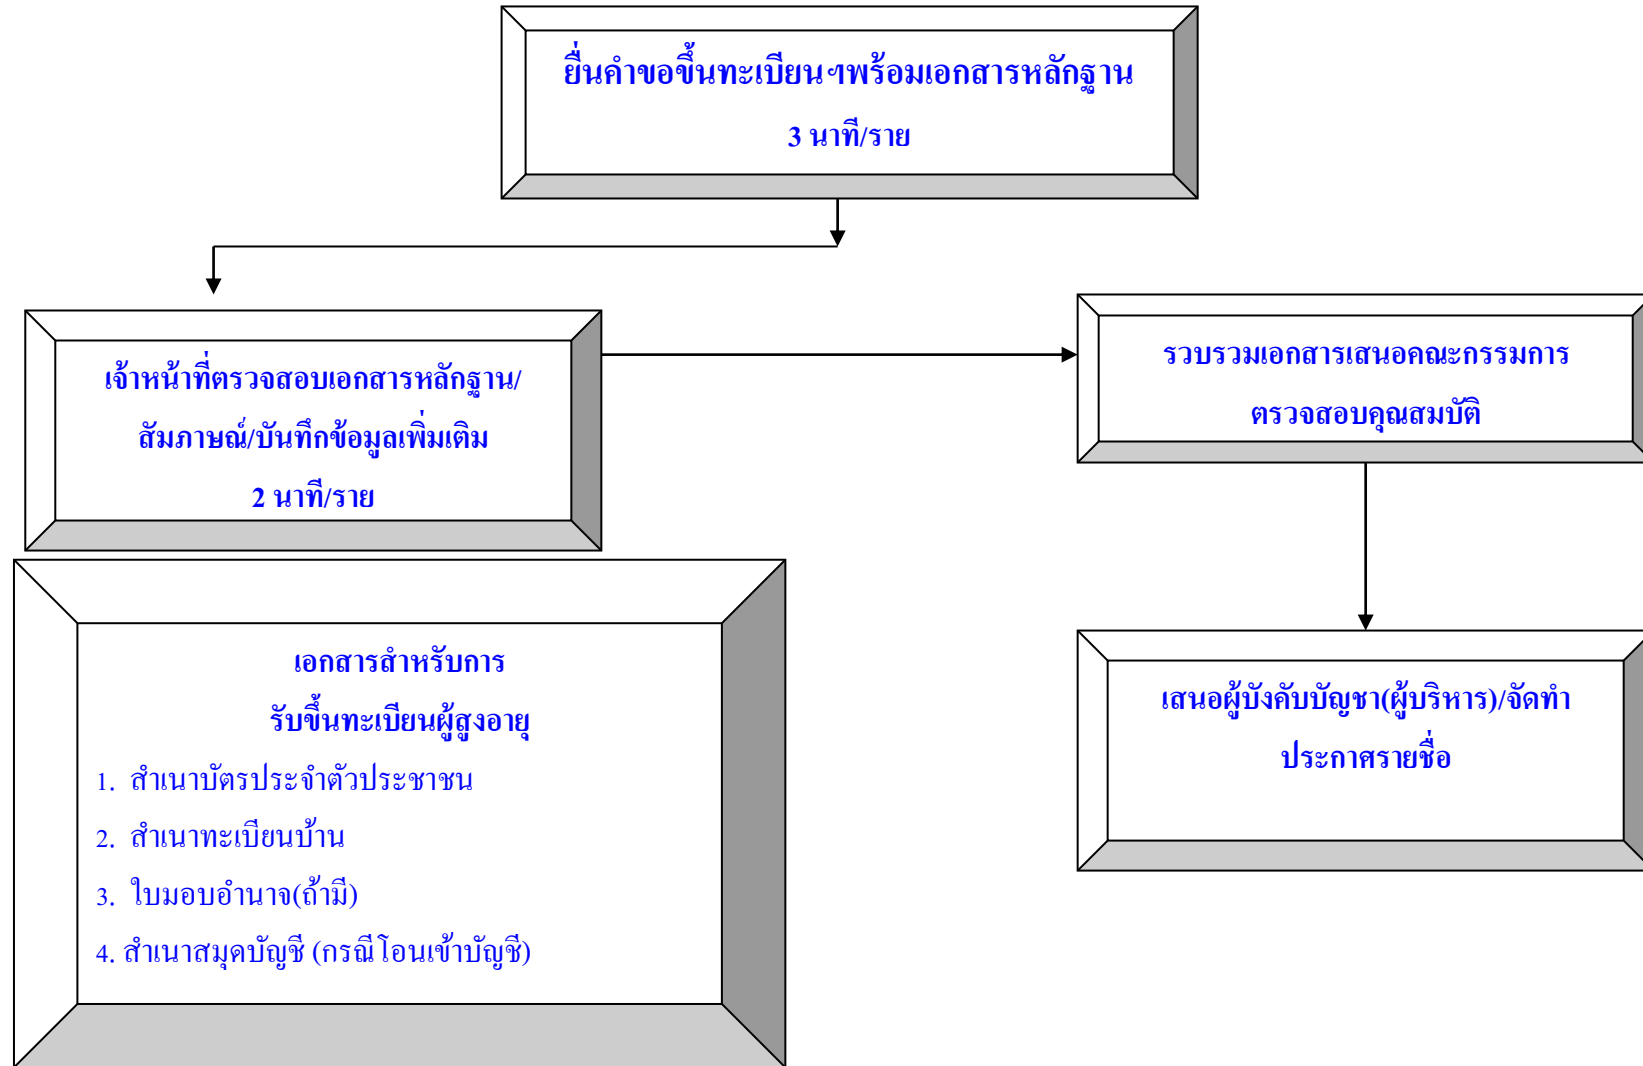 ยื่นคำขอขึ้นทะเบียนฯพร้อมเอกสารหลักฐาน
3 นาที/ราย
เจ้าหน้าที่ตรวจสอบเอกสารหลักฐาน/
สัมภาษณ์/บันทึกข้อมูลเพิ่มเติม
2 นาที/ราย
รวบรวมเอกสารเสนอคณะกรรมการ
ตรวจสอบคุณสมบัติ
เอกสารสำหรับการ
รับขึ้นทะเบียนผู้สูงอายุ
1. สำเนาบัตรประจำตัวประชาชน
2. สำเนาทะเบียนบ้าน
3. ใบมอบอำนาจ(ถ้ามี)
4. สำเนาสมุดบัญชี (กรณีโอนเข้าบัญชี)
เสนอผู้บังคับบัญชา(ผู้บริหาร)/จัดทำ
ประกาศรายชื่อ